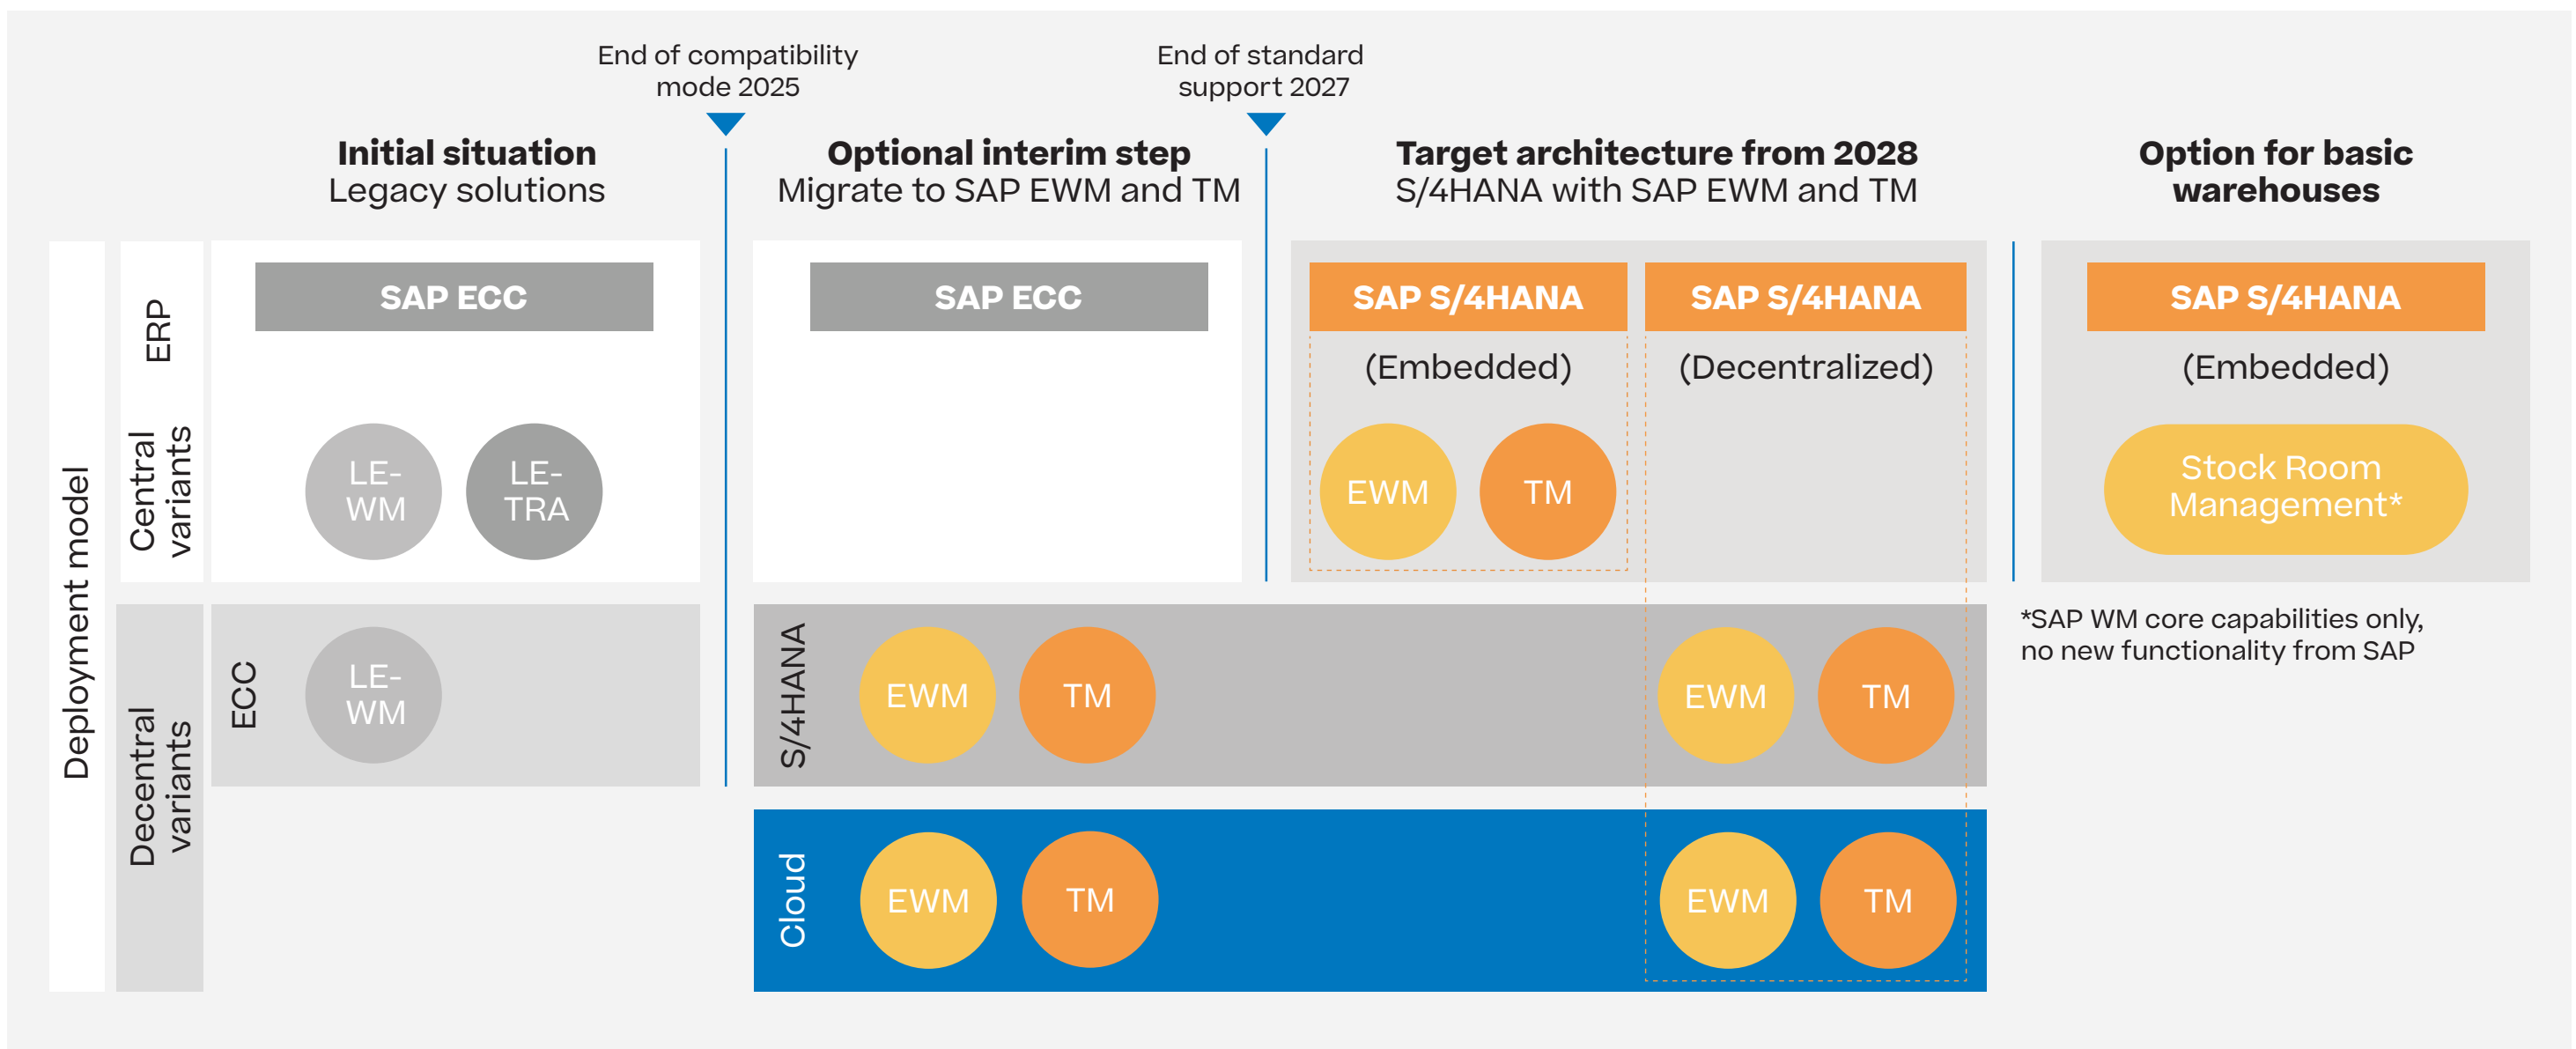 End of compatibility
mode 2025
End of standard
support 2027
Initial situation
Legacy solutions
Optional interim step
Migrate to SAP EWM and TM
Target architecture from 2028
S/4HANA with SAP EWM and TM
Option for basic
warehouses
Deployment model
ERP
Central
variants
SAP ECC
LE-
WM
LE-
TRA
SAP ECC
SAP S/4HANA
(Embedded)
EWM
TM
SAP S/4HANA
(Decentralized)
SAP S/4HANA
(Embedded)
Stock Room
Management*
*SAP WM core capabilities only,
no new functionality from SAP
Decentral
variants
ECC
LE-
WM
S/4HANA
EWM
TM
EWM
TM
Cloud
EWM
TM
EWM
TM